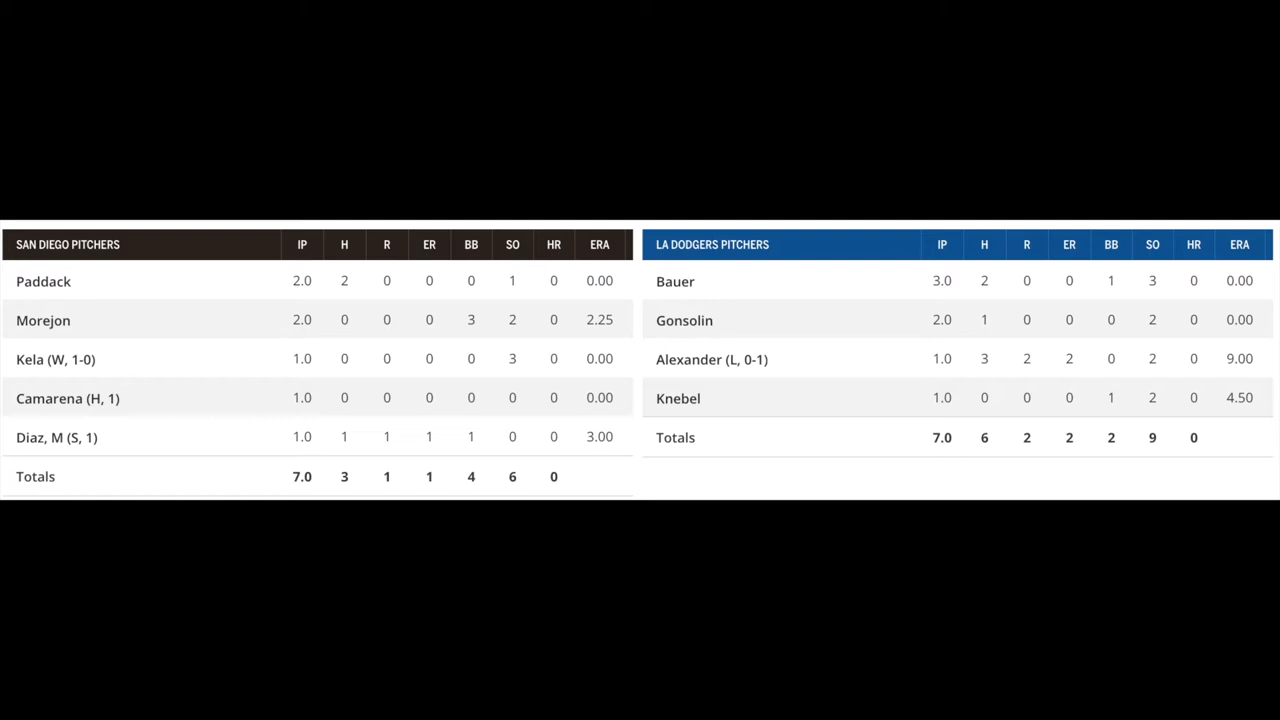 SAN DIEGO PITCHERS IP H R ER BB SO HR ERA
Paddack 2.0 2 0 0 0 1 0 0.00
Morejon 2.0 0 0 0 3 2 0 2.25
Kela (W, 1-0) 1.0 0 0 0 0 3 0 0.00
Camarena (H, 1) 1.0 0 0 0 0 0 0 0.00
Diaz, M (S, 1) 1.0 1 1 1 1 0 0 3.00
Totals 7.0 3 1 1 4 6 0
LA DODGERS PITCHERS IP H R ER BB SO HR ERA
Bauer 3.0 2 0 0 1 3 0 0.00
Gonsolin 2.0 1 0 0 0 2 0 0.00
Alexander (L, 0-1) 1.0 3 2 2 0 2 0 9.00
Knebel 1.0 0 0 0 1 2 0 4.50
Totals 7.0 6 2 2 2 9 0